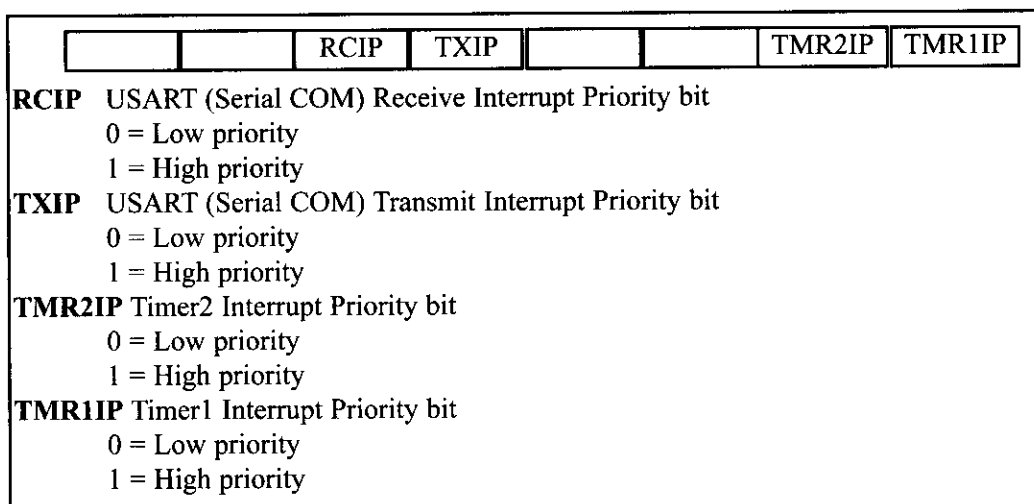 RCIP TXIP TMR2IP TMR1IP
RCIP USART (Serial COM) Receive Interrupt Priority bit
0 = Low priority
1 = High priority
TXIP USART (Serial COM) Transmit Interrupt Priority bit
0 = Low priority
1 = High priority
TMR2IP Timer2 Interrupt Priority bit
0 = Low priority
1 = High priority
TMR1IP Timer1 Interrupt Priority bit
0 = Low priority
1 = High priority